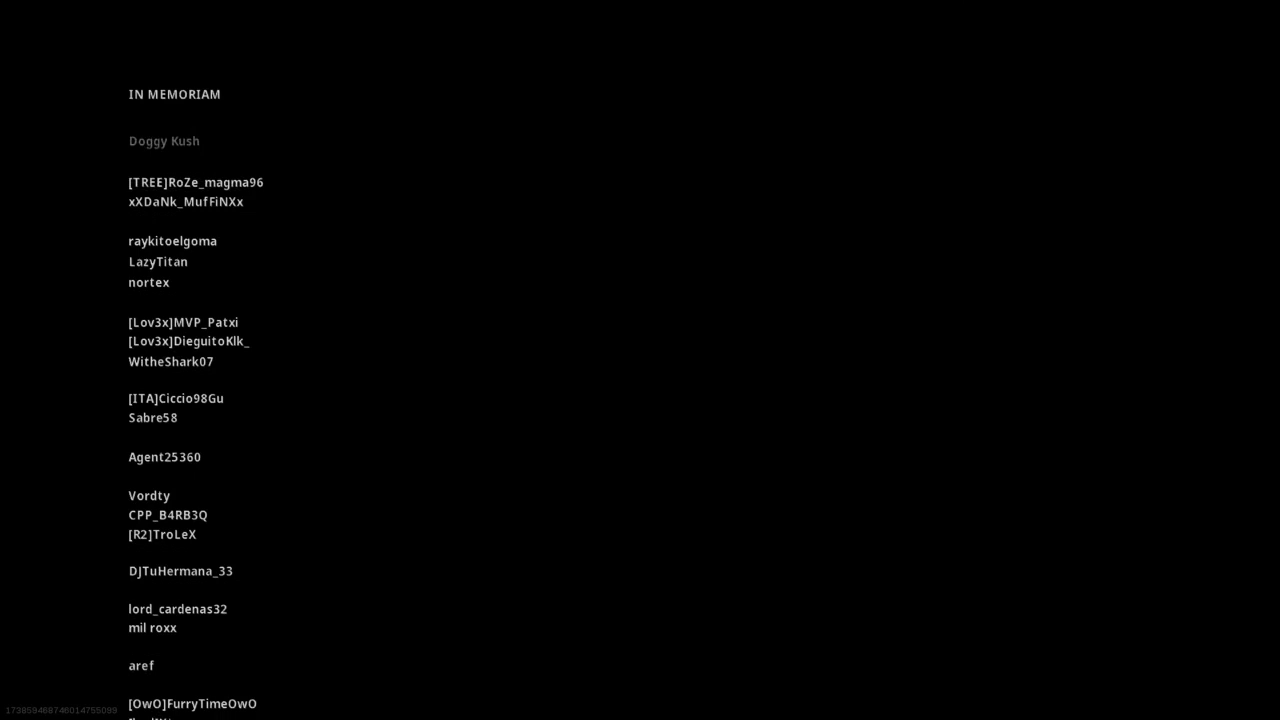 IN MEMORIAM
Doggy Kush
[TREE]RoZe_magma96
xXDaNk_MufFiNXx
raykitoelgoma
LazyTitan
nortex
[Lov3x]MVP_Patxi
[Lov3x]DieguitoKlk_
WitheShark07
[ITA]Ciccio98Gu
Sabre58
Agent25360
Vordty
CPP_B4RB3Q
[R2]TroLeX
DJTuHermana_33
lord_cardenas32
mil roxx
aref
[OwO]FurryTimeOwO